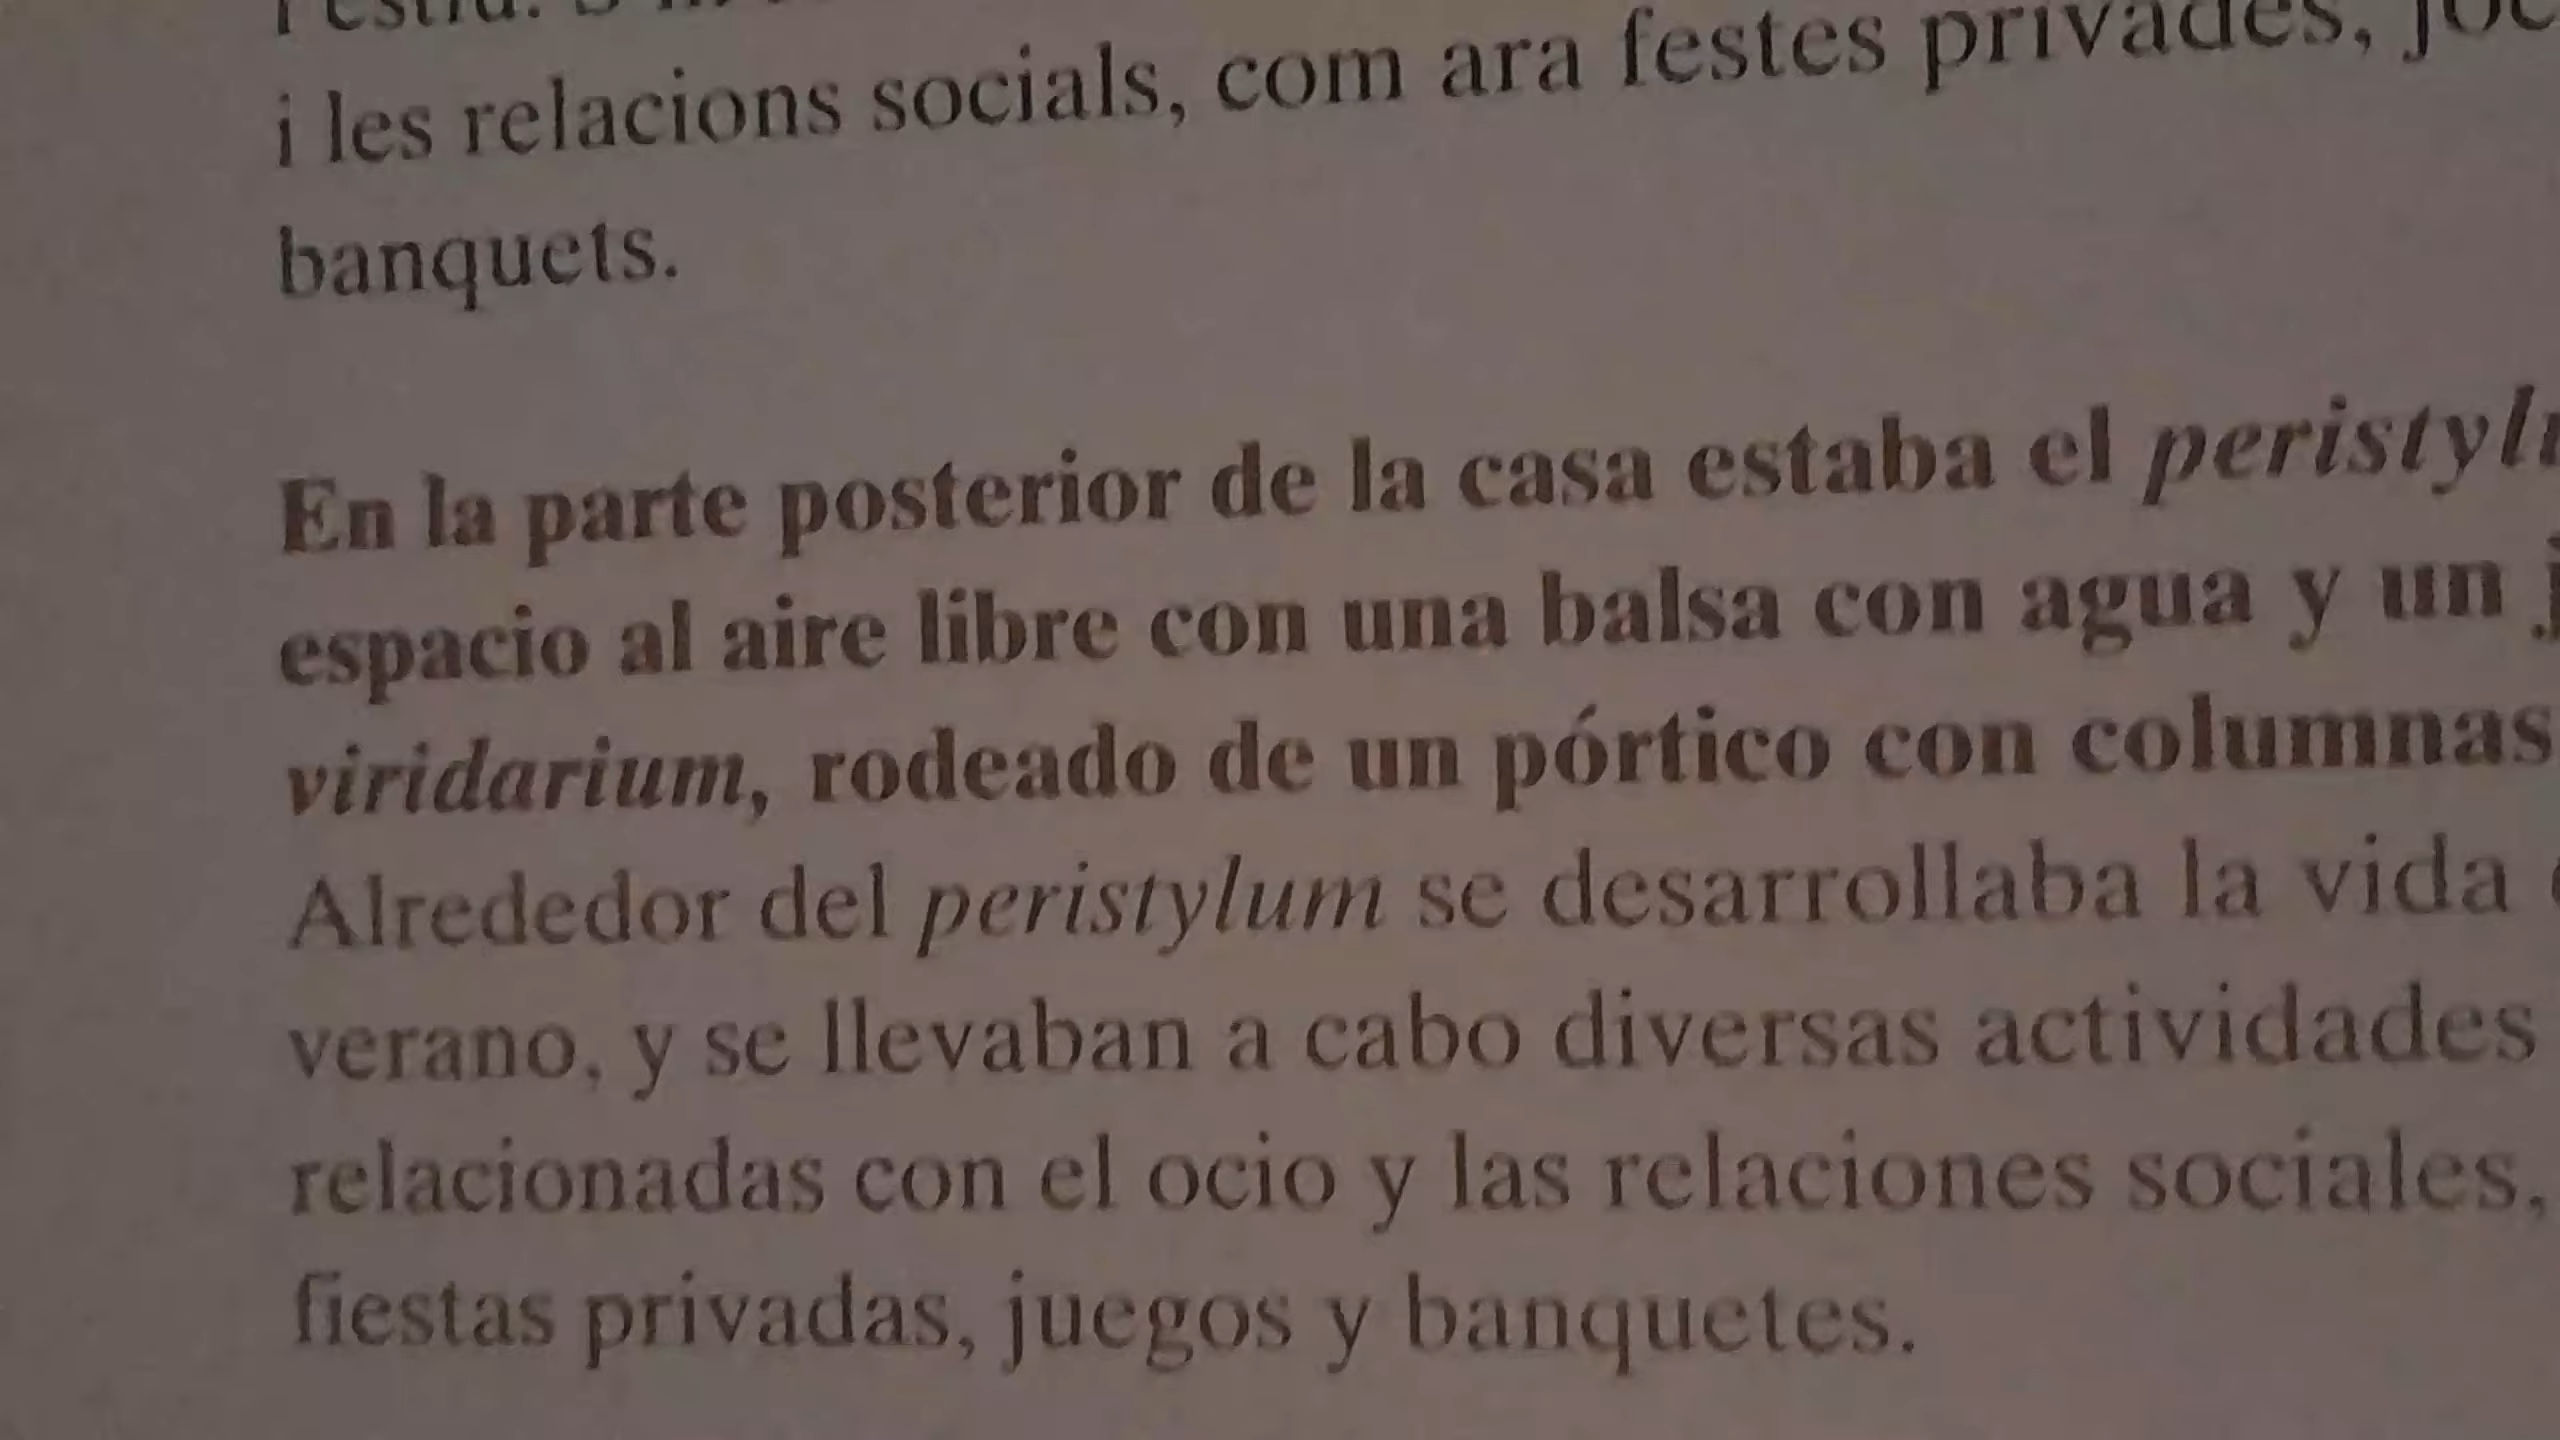 i les relacions socials, com ara festes privades,
banquets.
En la parte posterior de la casa estaba el
espacio al aire libre con una balsa con agua y un
viridarium, rodeado de un pórtico con columnas
Alrededor del peristylum se desarrollaba la vida
verano, y se llevaban a cabo diversas actividades
relacionadas con el ocio y las relaciones sociales,
fiestas privadas, juegos y banquetes.